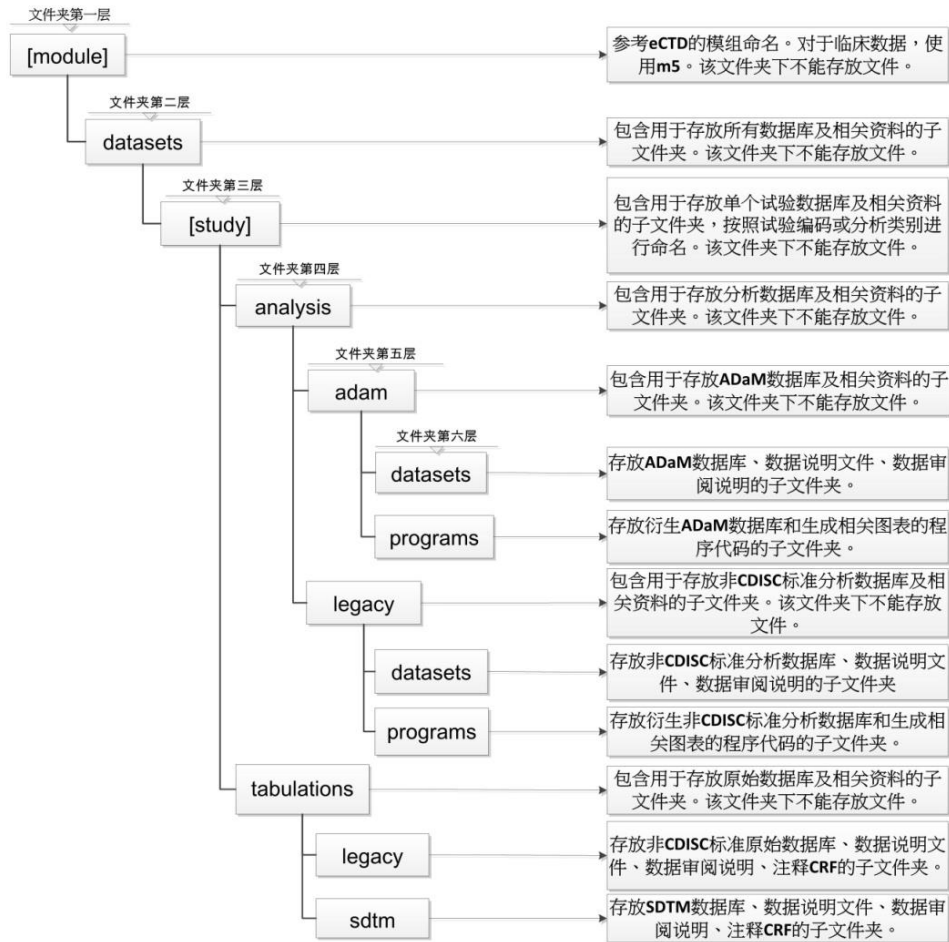 文件夹第一层
[module]
参考eCTD的模组命名。对于临床数据，使
用m5。该文件夹下不能存放文件。
文件夹第二层
datasets
包含用于存放所有数据库及相关资料的子
文件夹。该文件夹下不能存放文件。
文件夹第三层
[study]
包含用于存放单个试验数据库及相关资料
的子文件夹，按照试验编码或分析类别进
行命名。该文件夹下不能存放文件。
文件夹第四层
analysis
包含用于存放分析数据库及相关资料的子
文件夹。该文件夹下不能存放文件。
文件夹第五层
adam
包含用于存放ADaM数据库及相关资料的子
文件夹。该文件夹下不能存放文件。
文件夹第六层
datasets
存放ADaM数据库、数据说明文件、数据审
阅说明的子文件夹。
programs
存放衍生ADaM数据库和生成相关图表的程
序代码的子文件夹。
legacy
包含用于存放非CDISC标准分析数据库及相
关资料的子文件夹。该文件夹下不能存放
文件。
datasets
存放非CDISC标准分析数据库、数据说明文
件、数据审阅说明的子文件夹
programs
存放衍生非CDISC标准分析数据库和生成相
关图表的程序代码的子文件夹。
tabulations
包含用于存放原始数据库及相关资料的子
文件夹。该文件夹下不能存放文件。
legacy
存放非CDISC标准原始数据库、数据说明文
件、数据审阅说明、注释CRF的子文件夹。
sdtm
存放SDTM数据库、数据说明文件、数据审
阅说明、注释CRF的子文件夹。